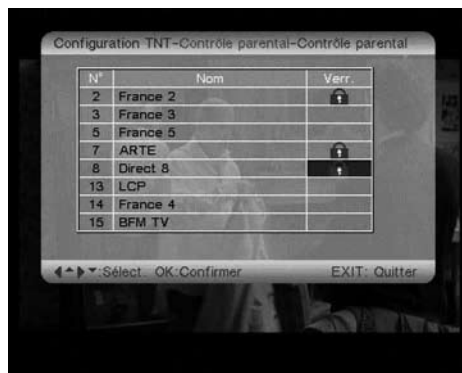 Configuration TNT-Contrôle parental-Contrôle parental
N° Nom Verr.
2 France 2
3 France 3
5 France 5
7 ARTE
8 Direct 8
13 LCP
14 France 4
15 BFM TV
:Sélect. OK:Confirmer EXIT: Quitter